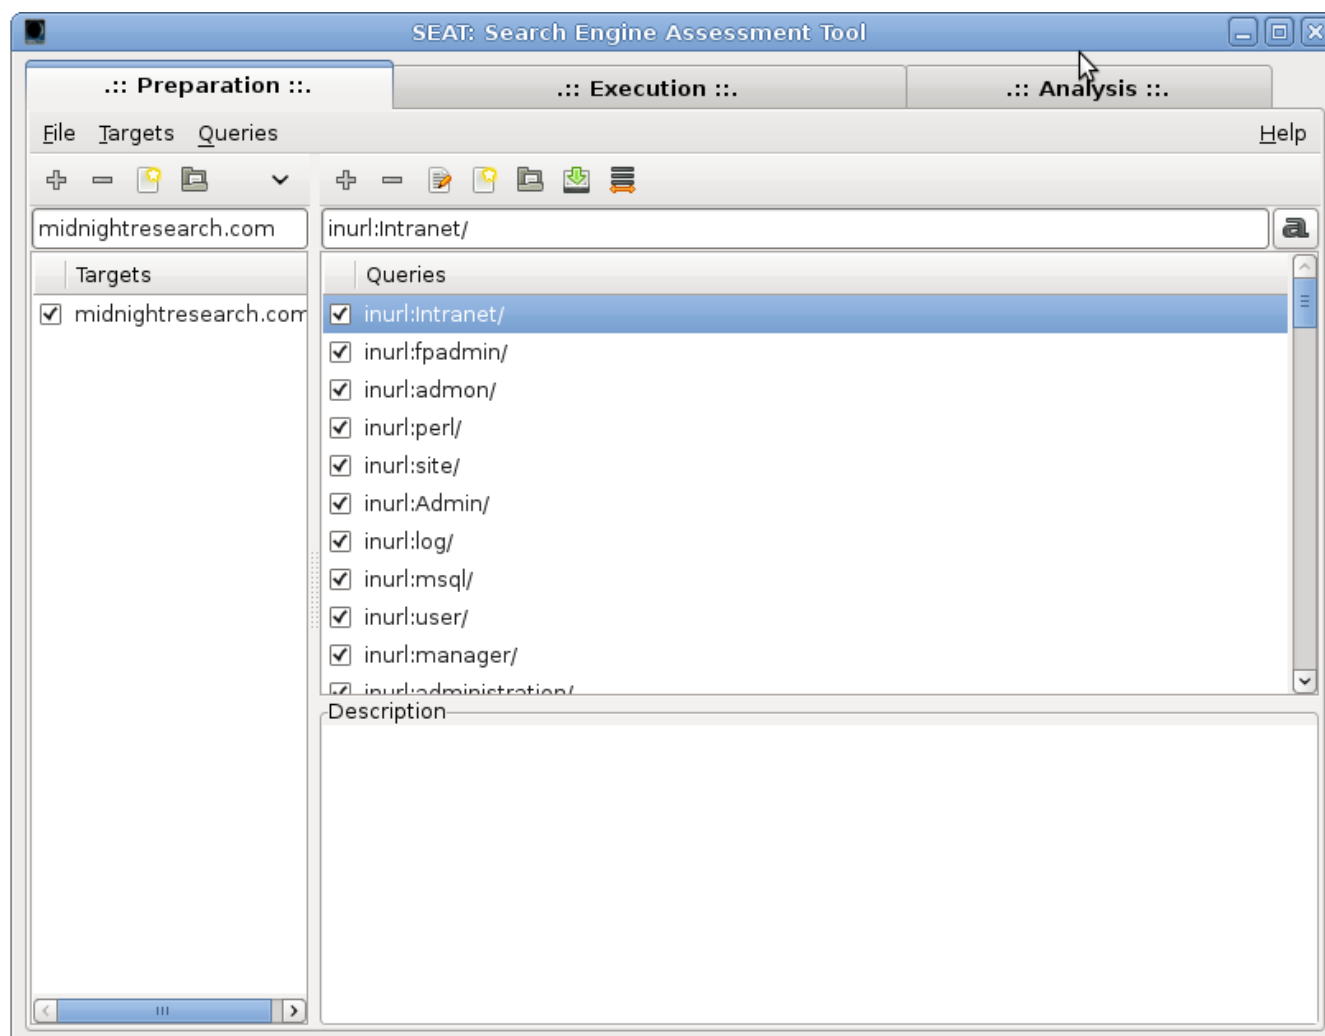 SEAT: Search Engine Assessment Tool
.:: Preparation ::. .:: Execution ::. .:: Analysis ::.
File Targets Queries Help
midnightresearch.com inurl:Intranet/ a
Targets Queries
midnightresearch.com inurl:Intranet/
inurl:fpadmin/
inurl:admon/
inurl:perl/
inurl:site/
inurl:Admin/
inurl:log/
inurl:msql/
inurl:user/
inurl:manager/
inurl:administration/
Description